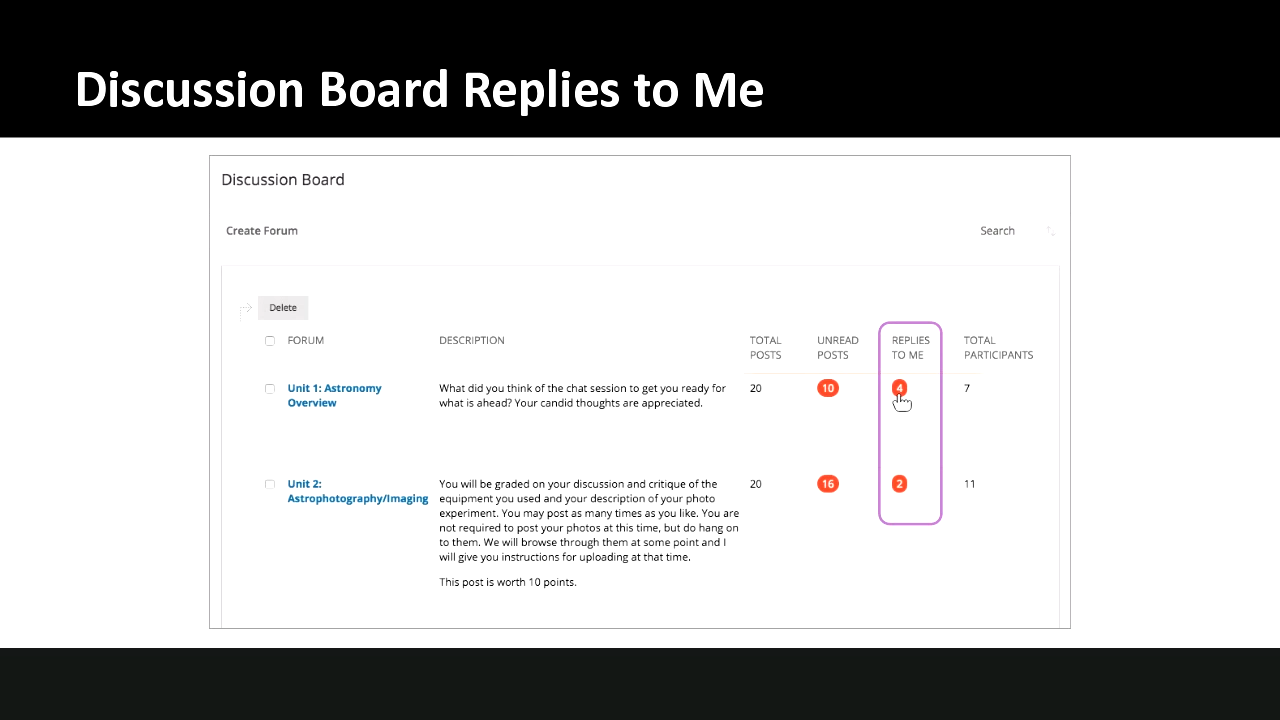 Discussion Board Replies to Me
Discussion Board
Create Forum
Search
Delete
FORUM
DESCRIPTION
TOTAL
POSTS
UNREAD
POSTS
REPLIES
TO ME
TOTAL
PARTICIPANTS
Unit 1: Astronomy
Overview
What did you think of the chat session to get you ready for
what is ahead? Your candid thoughts are appreciated.
20
10
4
7
Unit 2:
Astrophotography/Imaging
You will be graded on your discussion and critique of the
equipment you used and your description of your photo
experiment. You may post as many times as you like. You are
not required to post your photos at this time, but do hang on
to them. We will browse through them at some point and I
will give you instructions for uploading at that time.
This post is worth 10 points.
20
16
2
11